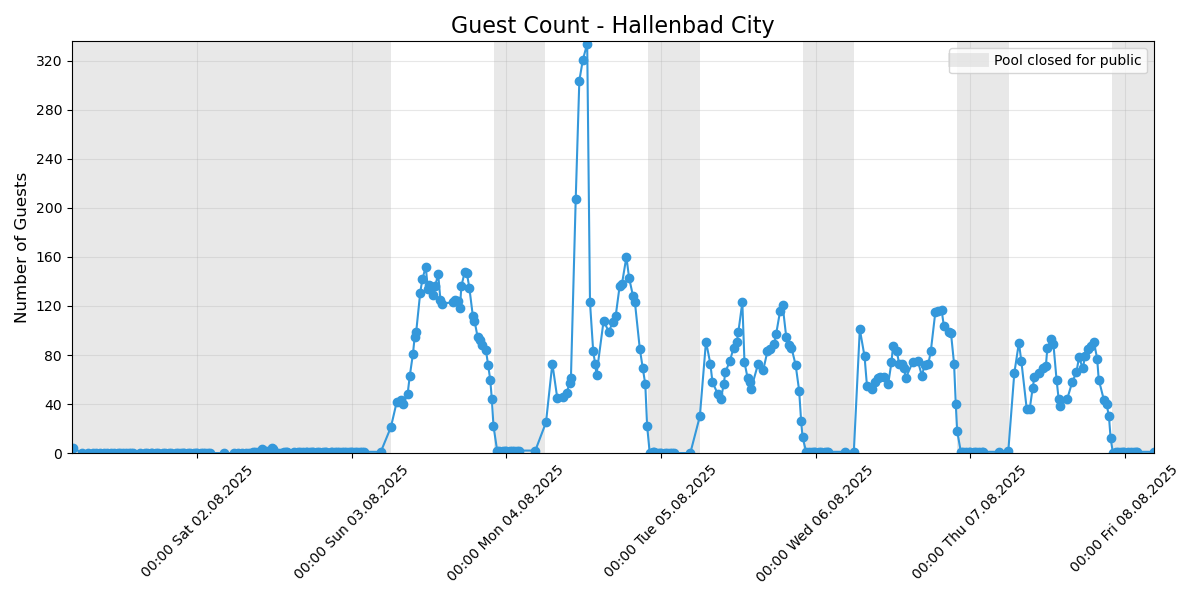 Guest Count - Hallenbad City
Pool closed for public
Number of Guests
320
280
240
200
160
120
80
40
0
00:00 Sat 02.08.2025
00:00 Sun 03.08.2025
00:00 Mon 04.08.2025
00:00 Tue 05.08.2025
00:00 Wed 06.08.2025
00:00 Thu 07.08.2025
00:00 Fri 08.08.2025